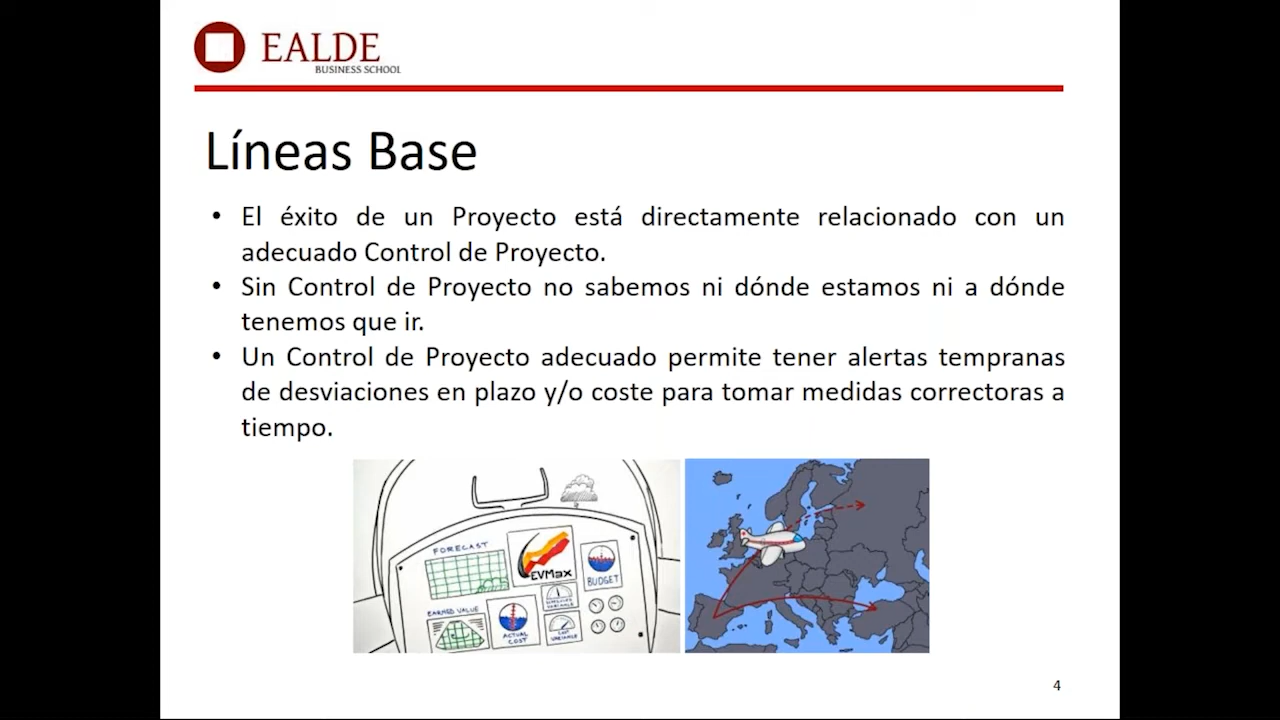 EALDE
BUSINESS SCHOOL
Líneas Base
• El éxito de un Proyecto está directamente relacionado con un
adecuado Control de Proyecto.
• Sin Control de Proyecto no sabemos ni dónde estamos ni a dónde
tenemos que ir.
• Un Control de Proyecto adecuado permite tener alertas tempranas
de desviaciones en plazo y/o coste para tomar medidas correctoras a
tiempo.
FORECAST
EVMax
BUDGET
EARNED VALUE
ACTUAL
COST
COST
VARIANCE
4